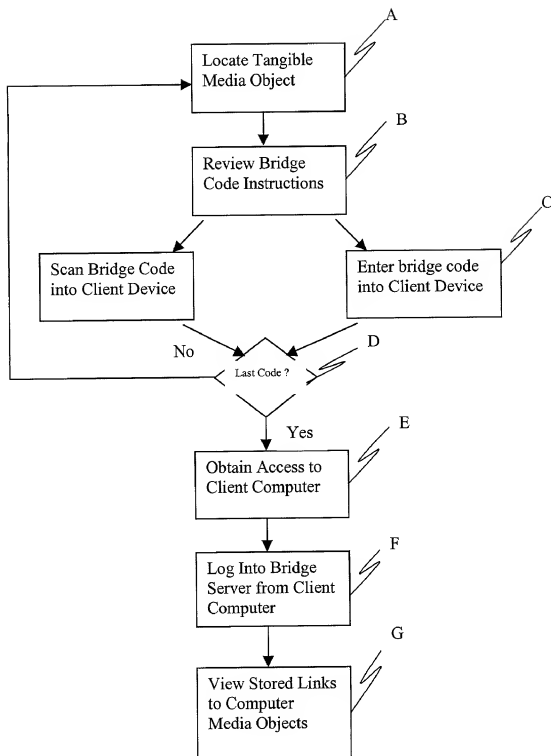 A
Locate Tangible
Media Object
B
Review Bridge
Code Instructions
C
Scan Bridge Code
into Client Device
Enter bridge code
into Client Device
No
D
Last Code ?
Yes
E
Obtain Access to
Client Computer
F
Log Into Bridge
Server from Client
Computer
G
View Stored Links
to Computer
Media Objects